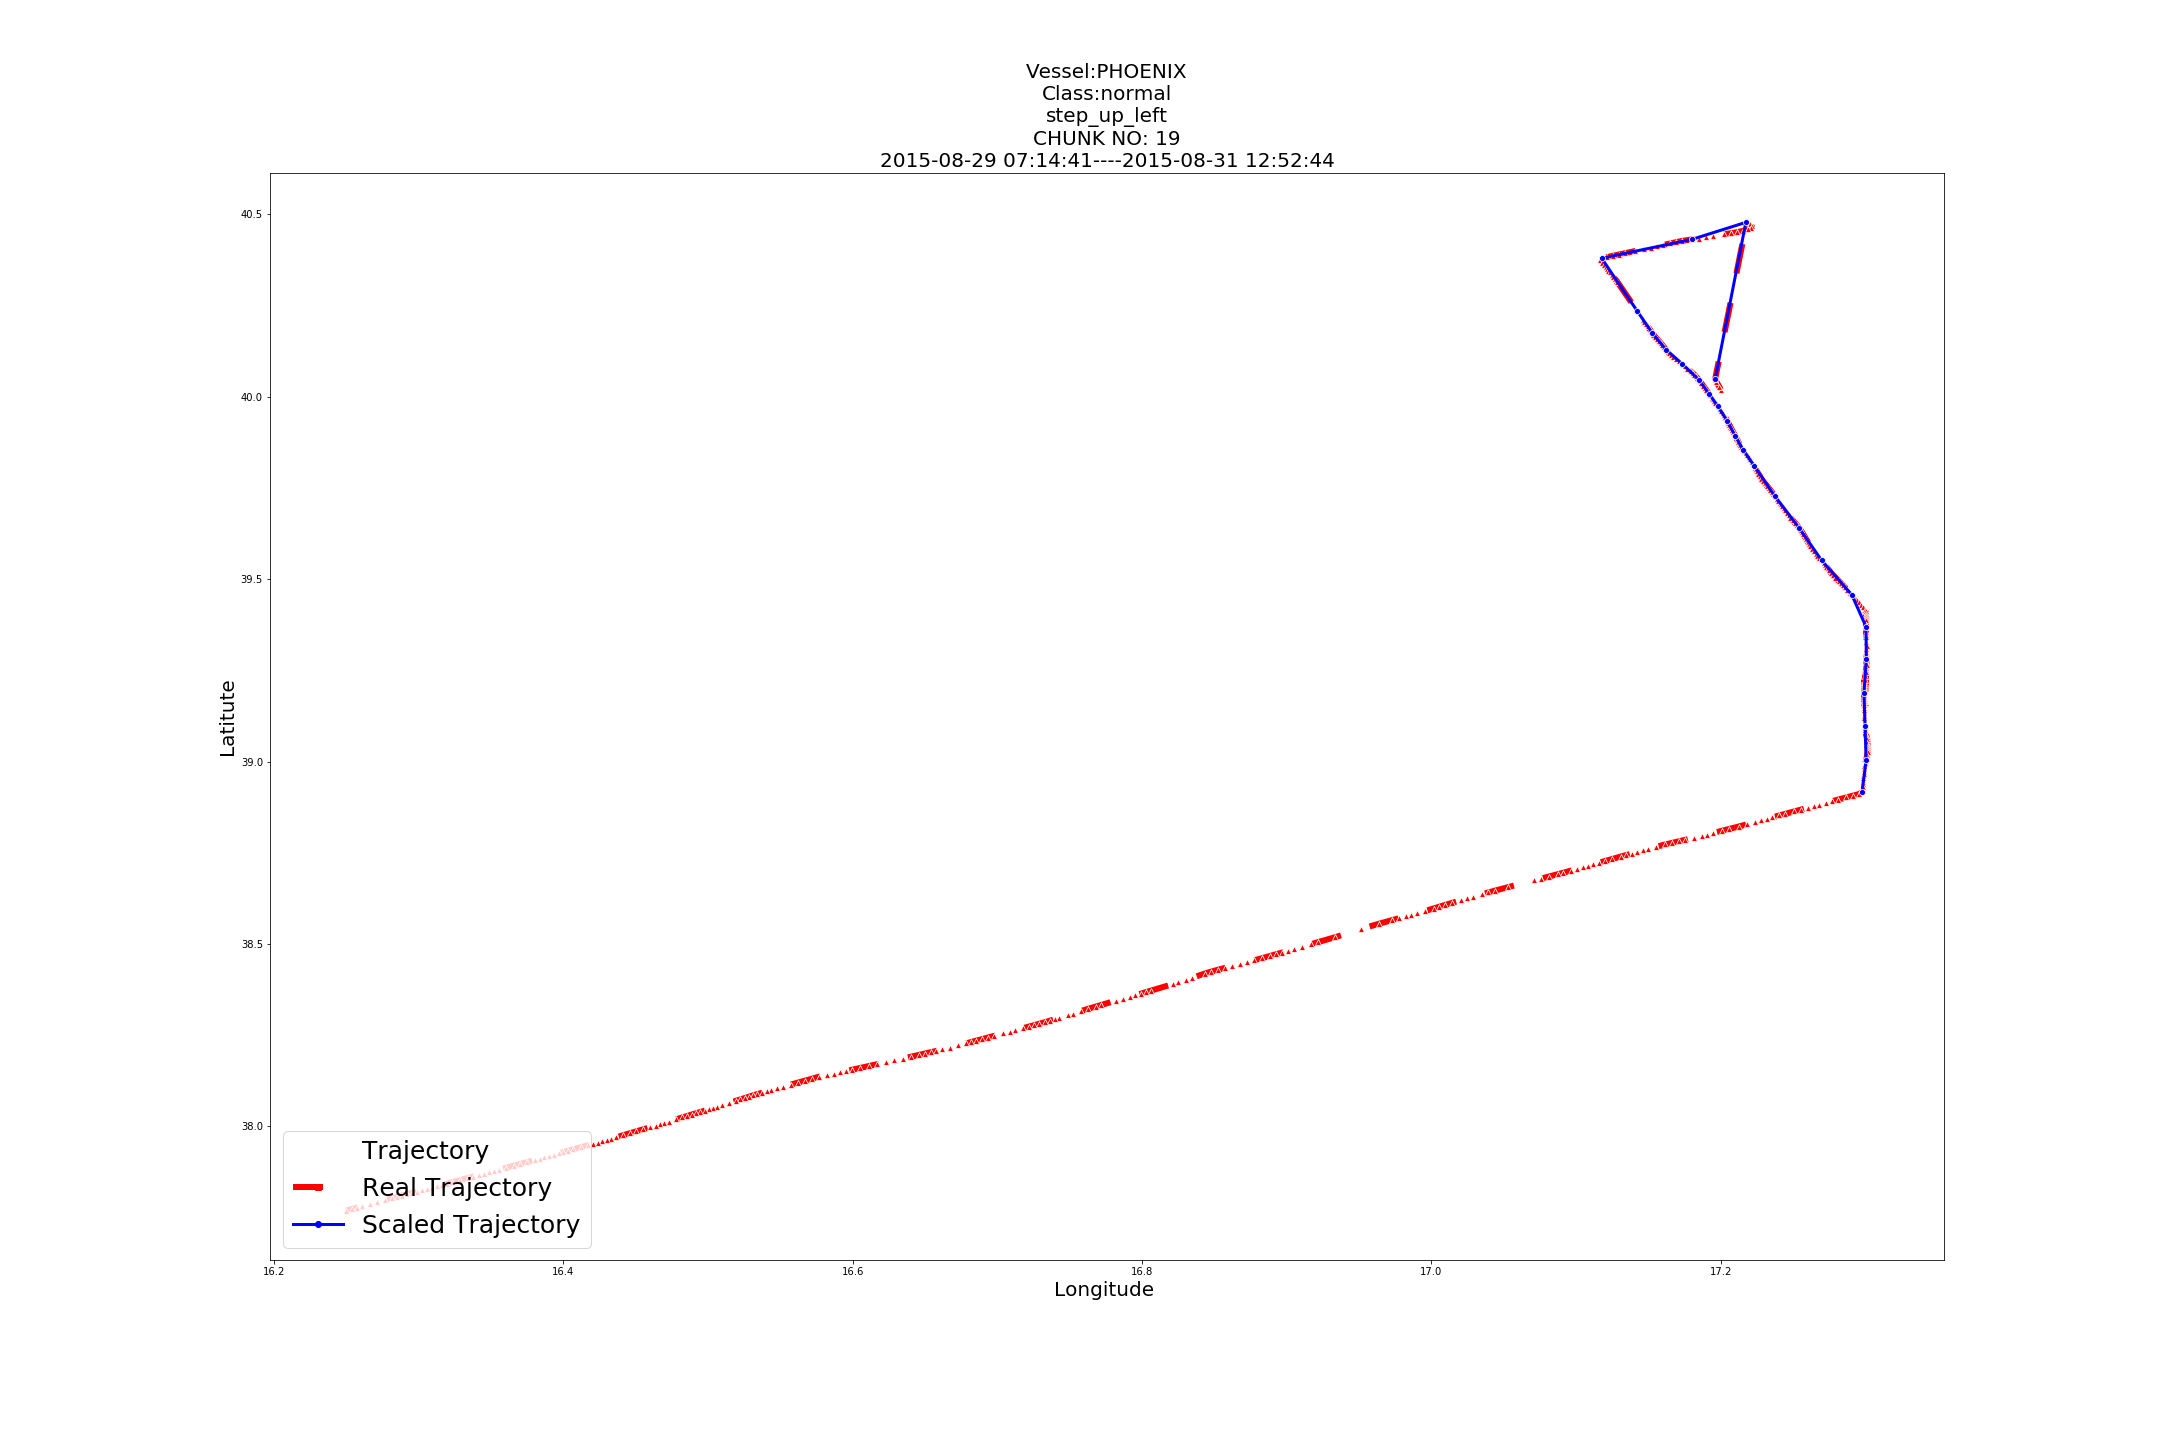 Vessel:PHOENIX
Class:normal
step_up_left
CHUNK NO: 19
2015-08-29 07:14:41----2015-08-31 12:52:44
40.5
40.0
39.5
39.0
38.5
38.0
Latitute
Trajectory
Real Trajectory
Scaled Trajectory
16.2
16.4
16.6
16.8
17.0
17.2
Longitude